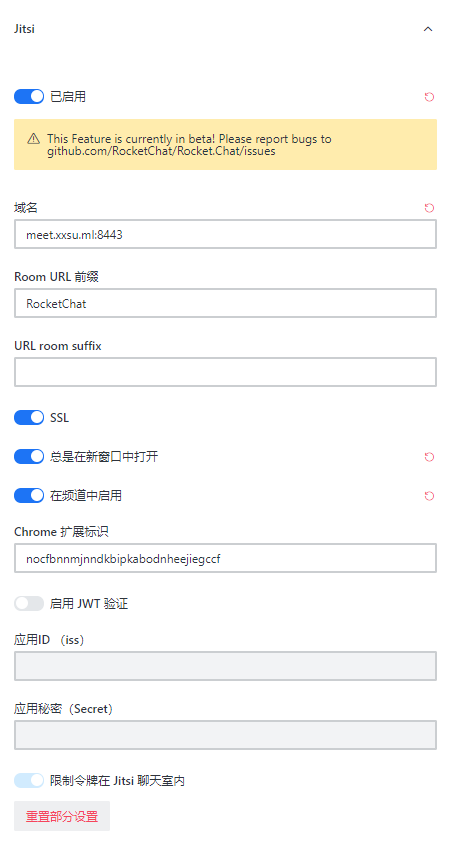 Jitsi
已启用
This Feature is currently in beta! Please report bugs to
github.com/RocketChat/Rocket.Chat/issues
域名
meet.xxsu.ml:8443
Room URL 前缀
RocketChat
URL room suffix
SSL
总是在新窗口中打开
在频道中启用
Chrome 扩展标识
nocfbnnmjnndkbipkabodnheejiegccf
启用 JWT 验证
应用ID （iss）
应用秘密（Secret）
限制令牌在 Jitsi 聊天室内
重置部分设置